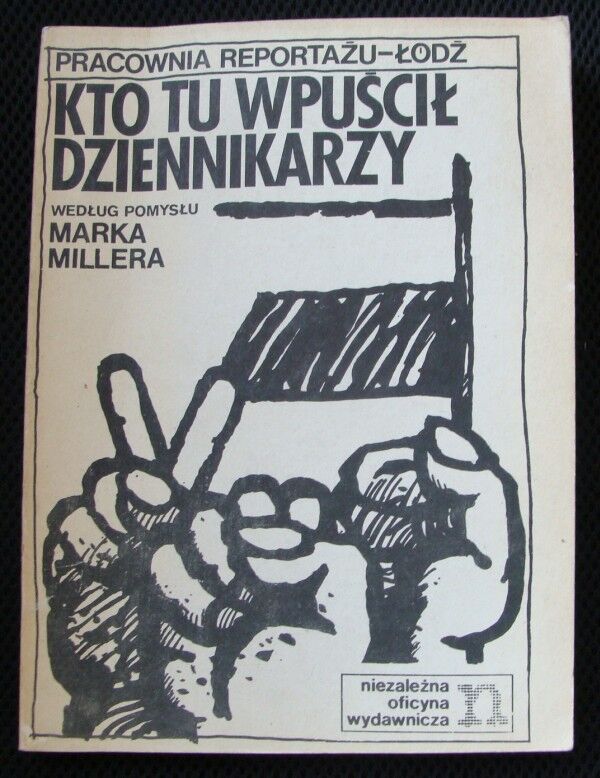 PRACOWNIA REPORTAŻU-ŁÓDŹ
KTO TU WPUŚCIŁ
DZIENNIKARZY
WEDŁUG POMYSŁU
MARKA
MILLERA
niezależna
oficyna
wydawnicza
n